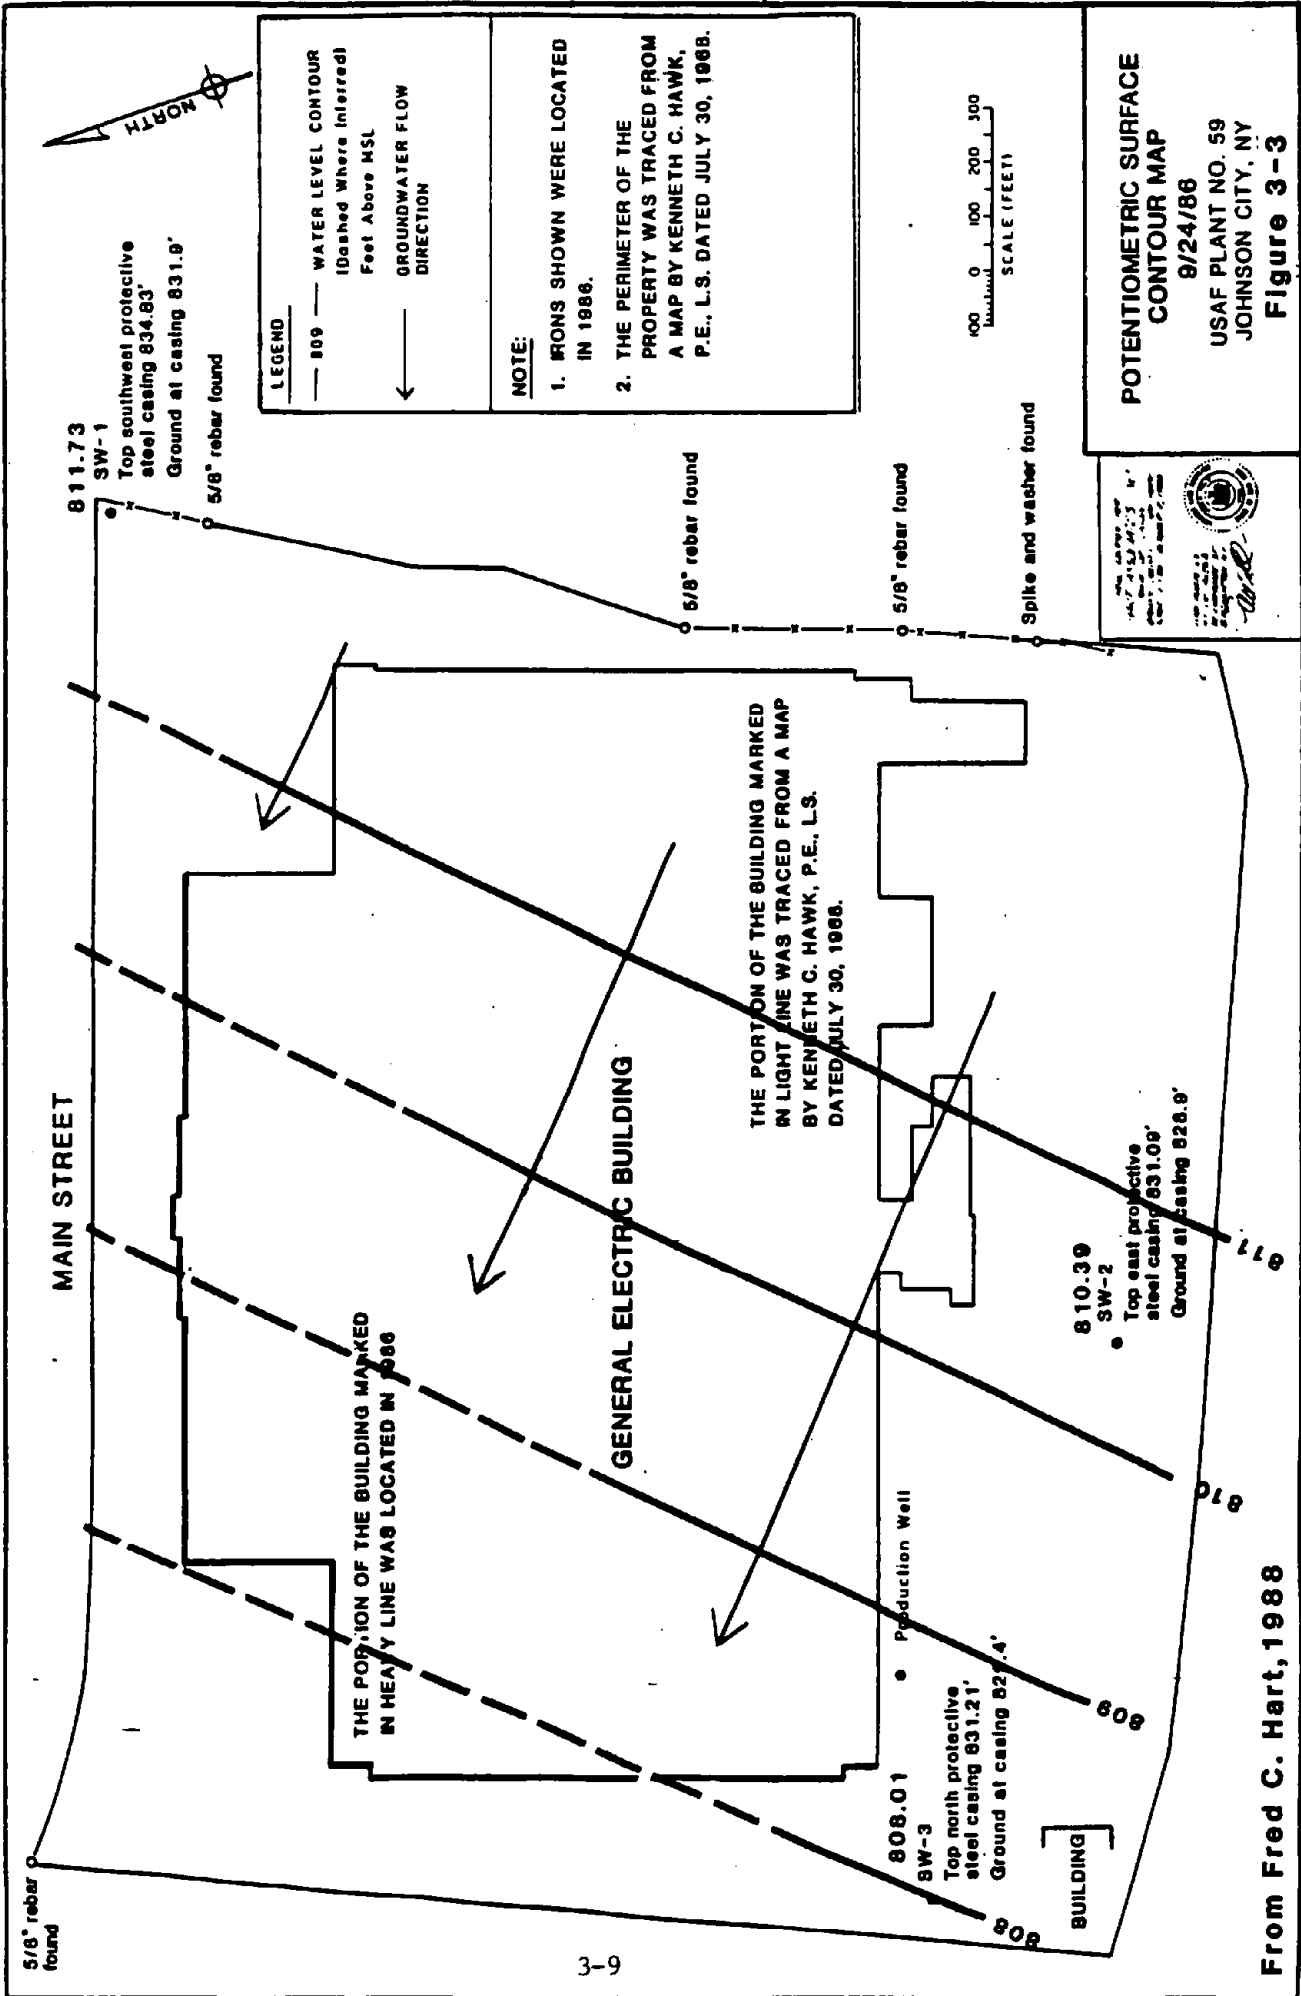 5/8" rebar
found
MAIN STREET
811.73
SW-1
Top southwest protective
steel casing 834.83'
Ground at casing 831.9'
5/8" rebar found
NORTH
LEGEND
809
WATER LEVEL CONTOUR
(Dashed Where Inferred)
Feet Above MSL
GROUNDWATER FLOW
DIRECTION
NOTE:
1. IRONS SHOWN WERE LOCATED
IN 1986.
2. THE PERIMETER OF THE
PROPERTY WAS TRACED FROM
A MAP BY KENNETH C. HAWK,
P.E., L.S. DATED JULY 30, 1968.
THE PORTION OF THE BUILDING MARKED
IN HEAVY LINE WAS LOCATED IN 1986
GENERAL ELECTRIC BUILDING
THE PORTION OF THE BUILDING MARKED
IN LIGHT LINE WAS TRACED FROM A MAP
BY KENNETH C. HAWK, P.E., L.S.
DATED JULY 30, 1968.
5/8" rebar found
5/8" rebar found
Spike and washer found
100 0 100 200 300
SCALE (FEET)
Production Well
808.01
SW-3
Top north protective
steel casing 831.21'
Ground at casing
BUILDING
810.39
SW-2
Top east protective
steel casing 831.09'
Ground at casing 828.9'
808
809
810
811
POTENTIOMETRIC SURFACE
CONTOUR MAP
9/24/86
USAF PLANT NO. 59
JOHNSON CITY, NY
Figure 3-3
From Fred C. Hart, 1988
3-9